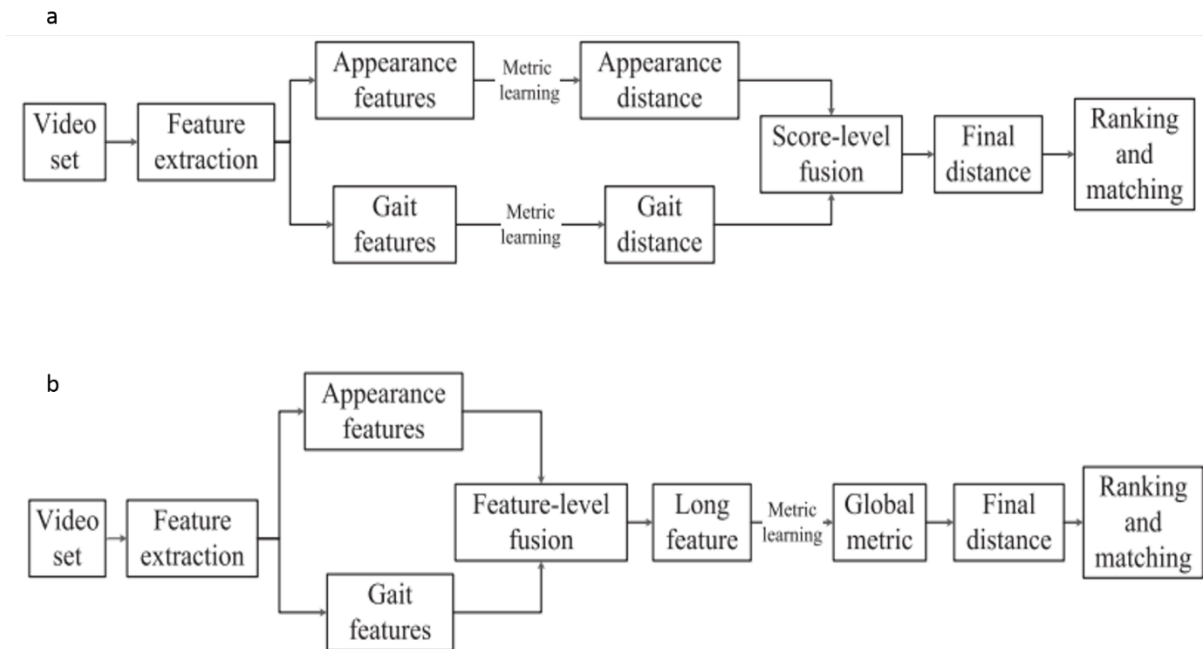 a
Video
set
Feature
extraction
Appearance
features
Metric
learning
Appearance
distance
Gait
features
Metric
learning
Gait
distance
Score-level
fusion
Final
distance
Ranking
and
matching
b
Video
set
Feature
extraction
Appearance
features
Gait
features
Feature-level
fusion
Long
feature
Metric
learning
Global
metric
Final
distance
Ranking
and
matching